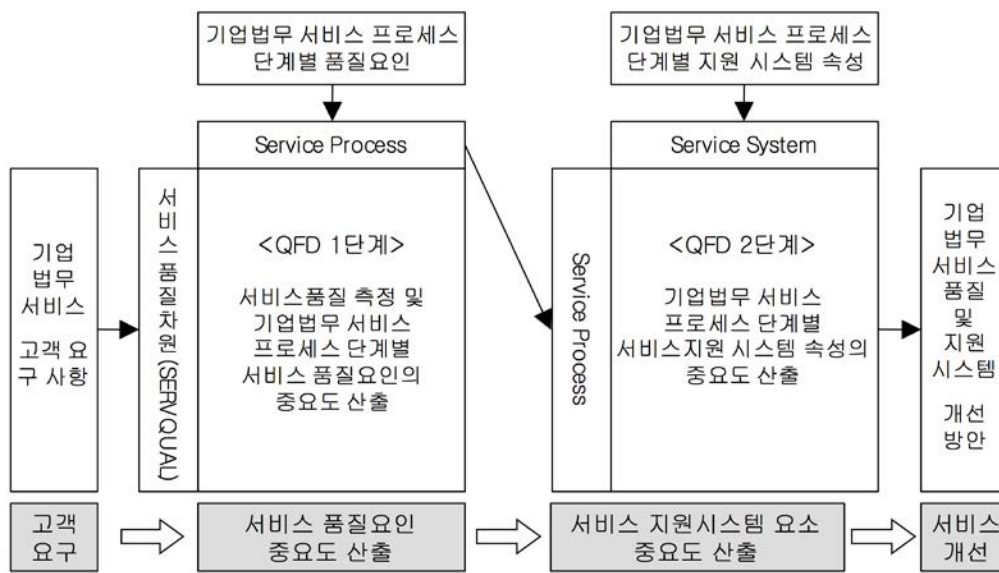 기업법무 서비스 프로세스
단계별 품질요인
기업법무 서비스 프로세스
단계별 지원 시스템 속성
Service Process
Service System
기업
법무
서비스
고객 요
구 사항
서비스 품질차원(SERVQUAL)
<QFD 1단계>
서비스품질 측정 및
기업법무 서비스
프로세스 단계별
서비스 품질요인의
중요도 산출
Service Process
<QFD 2단계>
기업법무 서비스
프로세스 단계별
서비스지원 시스템 속성의
중요도 산출
기업
법무
서비스
품질
및
지원
시스템
개선
방안
고객
요구
서비스 품질요인
중요도 산출
서비스 지원시스템 요소
중요도 산출
서비스
개선